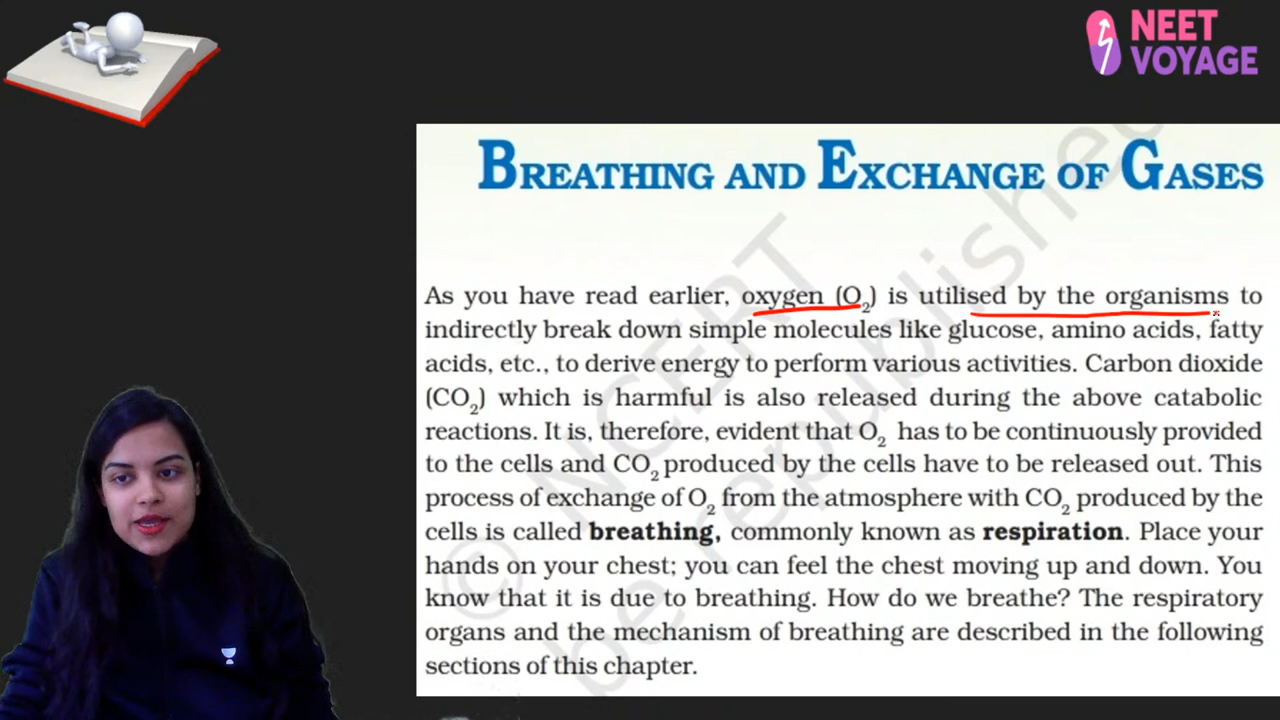 NEET
VOYAGE
BREATHING AND EXCHANGE OF GASES
As you have read earlier, oxygen (O₂) is utilised by the organisms to
indirectly break down simple molecules like glucose, amino acids, fatty
acids, etc., to derive energy to perform various activities. Carbon dioxide
(CO₂) which is harmful is also released during the above catabolic
reactions. It is, therefore, evident that O₂ has to be continuously provided
to the cells and CO₂ produced by the cells have to be released out. This
process of exchange of O₂ from the atmosphere with CO₂ produced by the
cells is called breathing, commonly known as respiration. Place your
hands on your chest; you can feel the chest moving up and down. You
know that it is due to breathing. How do we breathe? The respiratory
organs and the mechanism of breathing are described in the following
sections of this chapter.
© NCERT
be republished